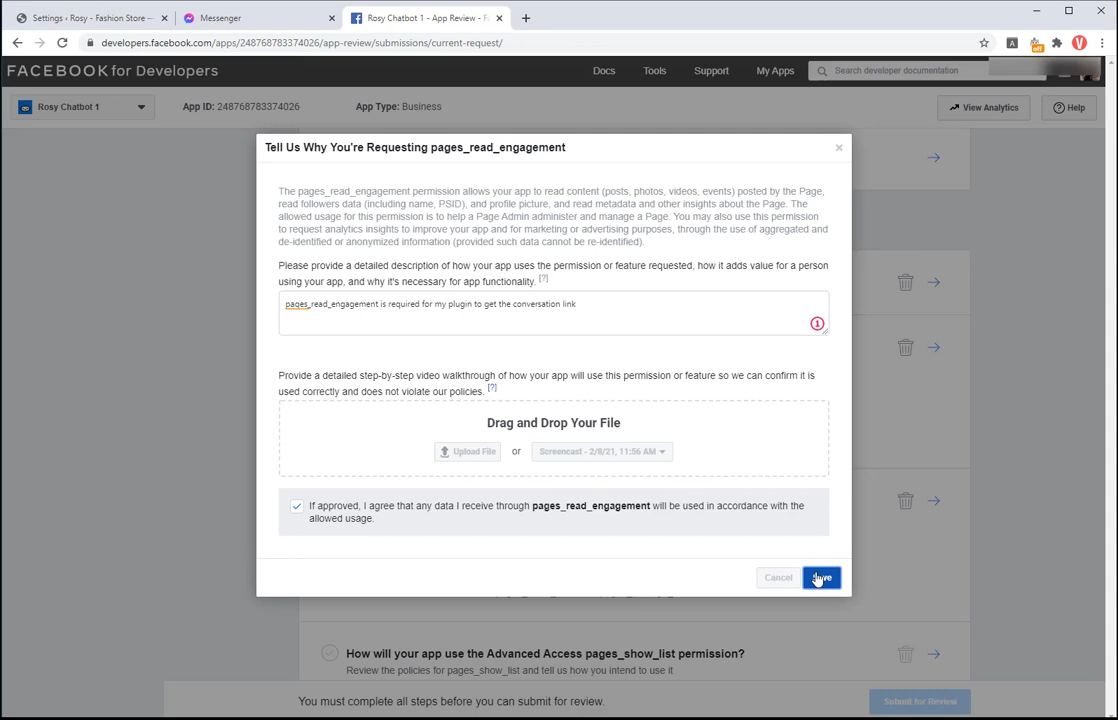 Settings ‹ Rosy - Fashion Store —
Messenger
Rosy Chatbot 1 - App Review - F
developers.facebook.com/apps/248768783374026/app-review/submissions/current-request/
FACEBOOK for Developers
Docs
Tools
Support
My Apps
Search developer documentation
Rosy Chatbot 1
App ID: 248768783374026
App Type: Business
View Analytics
Help
Tell Us Why You're Requesting pages_read_engagement
The pages_read_engagement permission allows your app to read content (posts, photos, videos, events) posted by the Page,
read followers data (including name, PSID), and profile picture, and read metadata and other insights about the Page. The
allowed usage for this permission is to help a Page Admin administer and manage a Page. You may also use this permission
to request analytics insights to improve your app and for marketing or advertising purposes, through the use of aggregated and
de-identified or anonymized information (provided such data cannot be re-identified).
Please provide a detailed description of how your app uses the permission or feature requested, how it adds value for a person
using your app, and why it's necessary for app functionality. [?]
pages_read_engagement is required for my plugin to get the conversation link
1
Provide a detailed step-by-step video walkthrough of how your app will use this permission or feature so we can confirm it is
used correctly and does not violate our policies. [?]
Drag and Drop Your File
Upload File or Screencast - 2/8/21, 11:56 AM
If approved, I agree that any data I receive through pages_read_engagement will be used in accordance with the
allowed usage.
Cancel
Save
How will your app use the Advanced Access pages_show_list permission?
Review the policies for pages_show_list and tell us how you intend to use it
You must complete all steps before you can submit for review.
Submit for Review